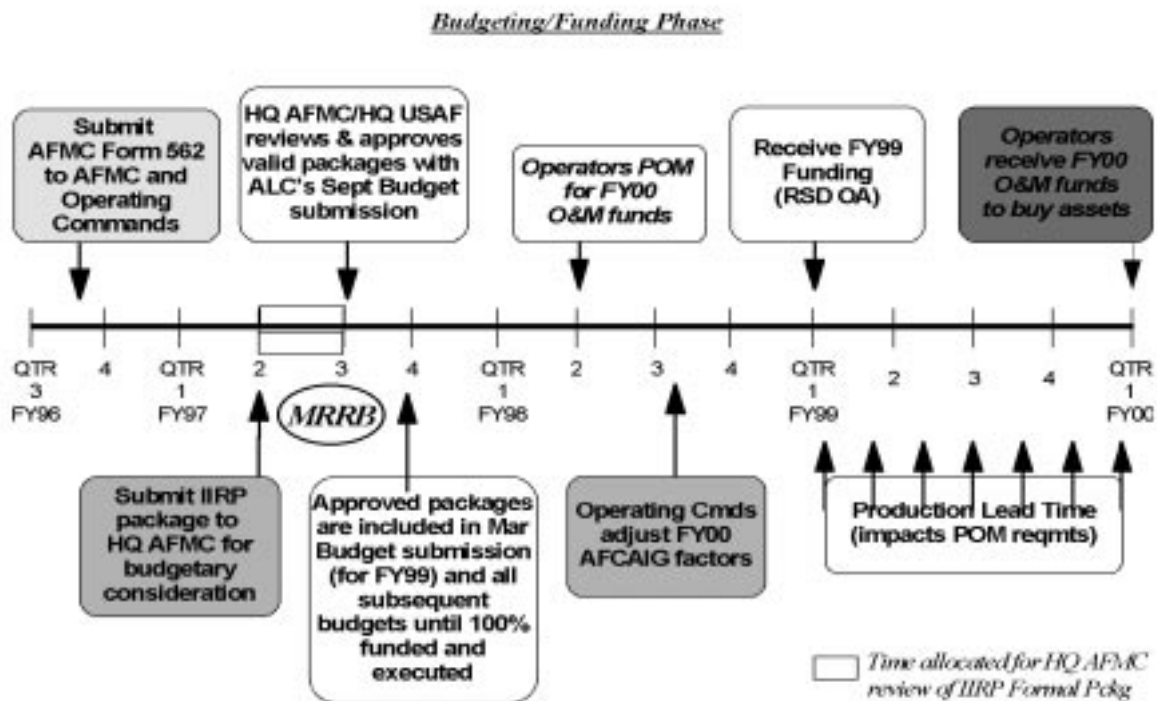 Budgeting/Funding Phase
Submit
AFMC Form 562
to AFMC and
Operating
Commands
HQ AFMC/HQ USAF
reviews & approves
valid packages with
ALC's Sept Budget
submission
Operators POM
for FY00
O&M funds
Receive FY99
Funding
(RSD OA)
Operators
receive FY00
O&M funds
to buy assets
QTR
3
FY96
4
QTR
1
FY97
2
3
4
QTR
1
FY98
2
3
4
QTR
1
FY99
2
3
4
QTR
1
FY00
MRRB
Submit IIRP
package to
HQ AFMC for
budgetary
consideration
Approved packages
are included in Mar
Budget submission
(for FY99) and all
subsequent
budgets until 100%
funded and
executed
Operating Cmds
adjust FY00
AFCAIG factors
Production Lead Time
(impacts POM reqmts)
Time allocated for HQ AFMC
review of IIRP Formal Pckg